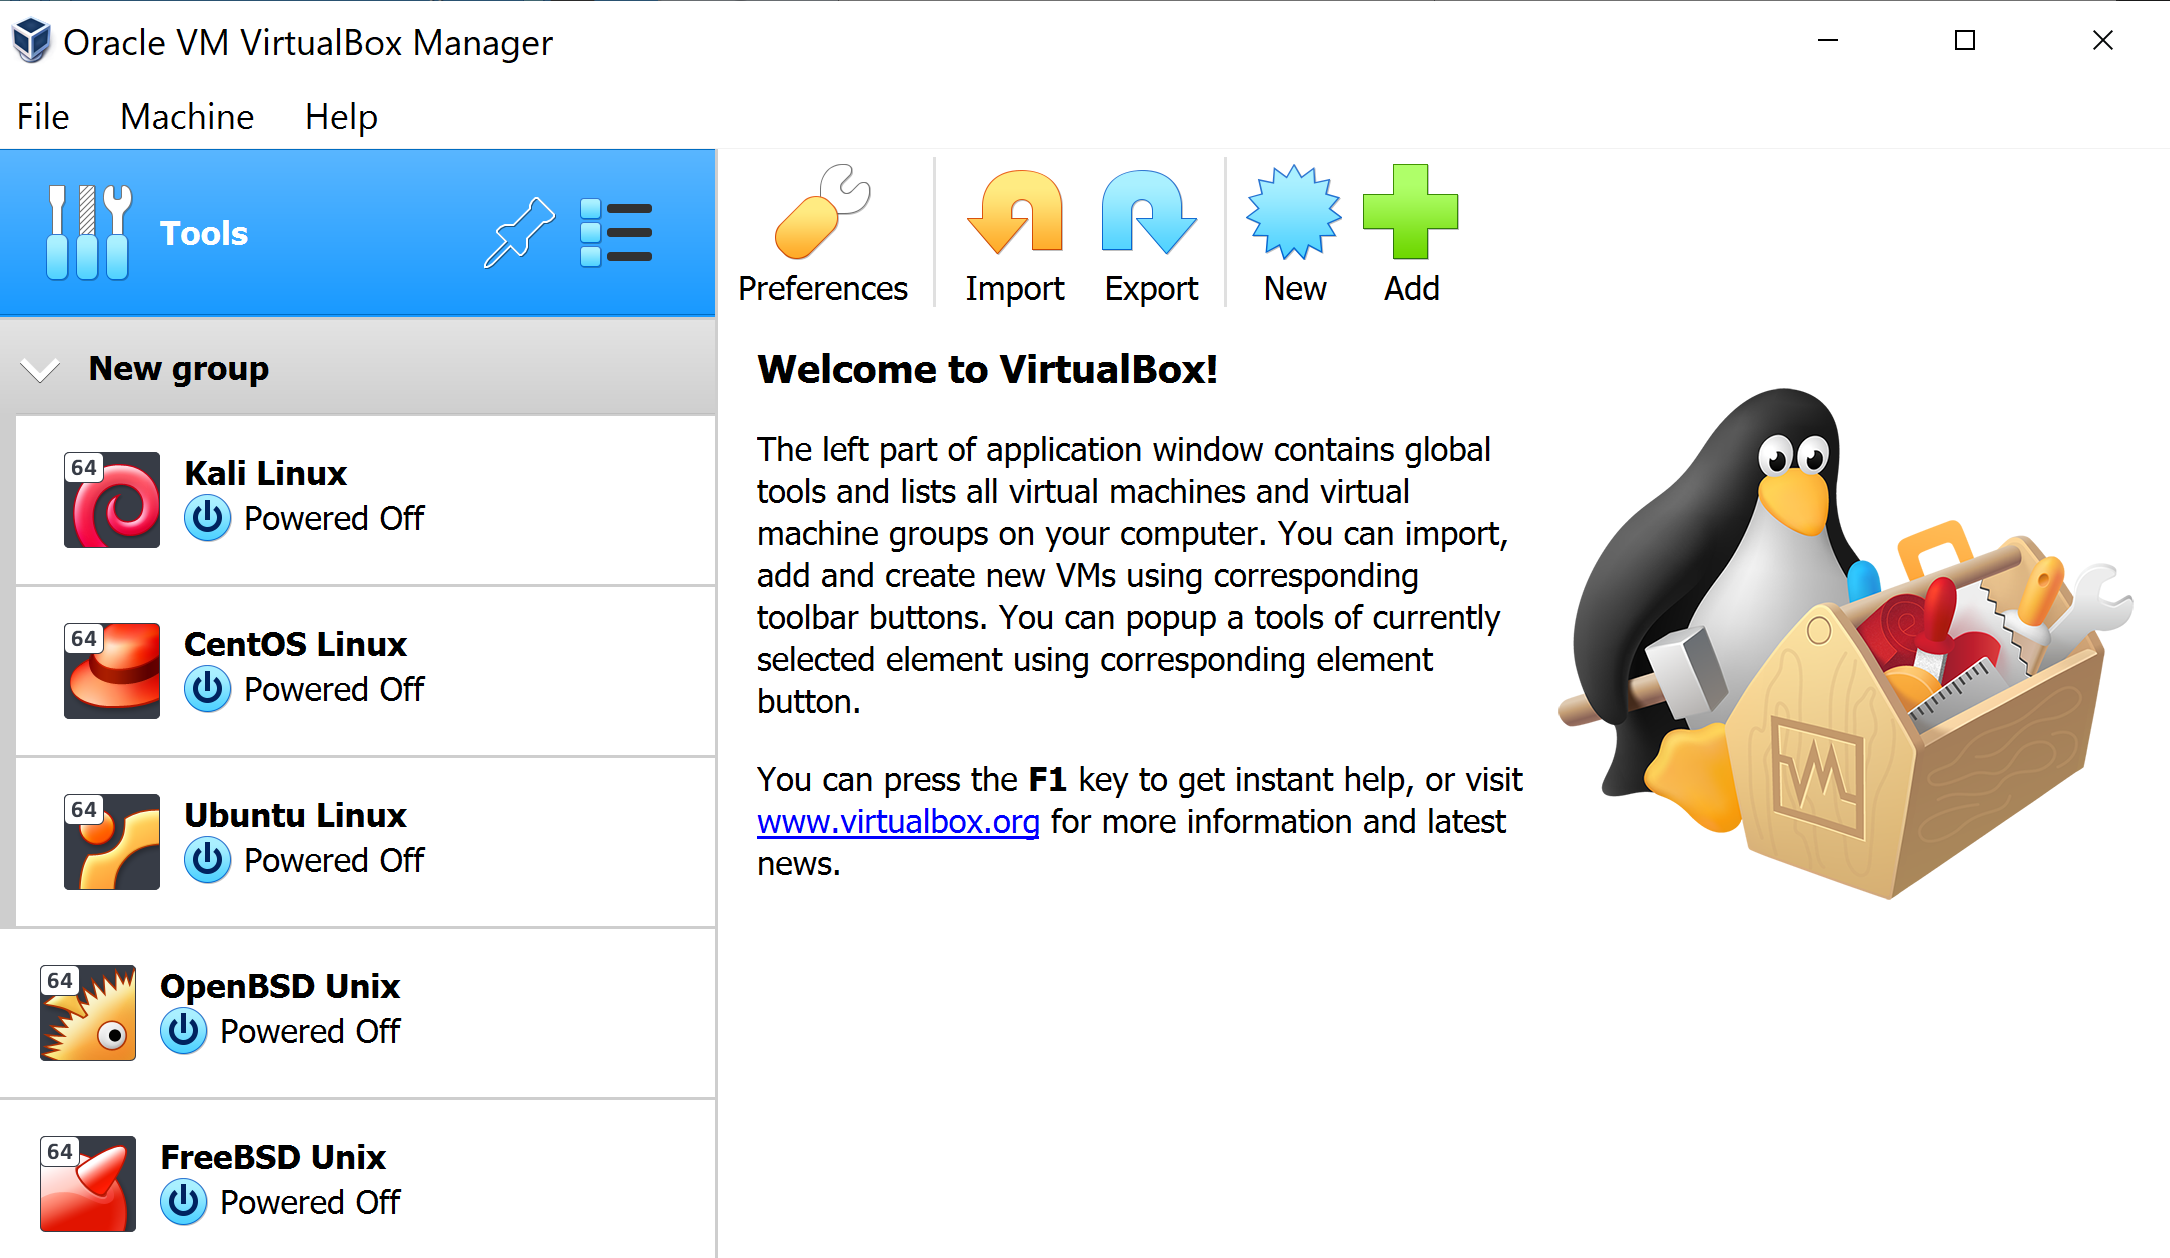 Oracle VM VirtualBox Manager
File Machine Help
Tools
Preferences Import Export New Add
New group
64 Kali Linux
Powered Off
64 CentOS Linux
Powered Off
64 Ubuntu Linux
Powered Off
64 OpenBSD Unix
Powered Off
64 FreeBSD Unix
Powered Off
Welcome to VirtualBox!
The left part of application window contains global
tools and lists all virtual machines and virtual
machine groups on your computer. You can import,
add and create new VMs using corresponding
toolbar buttons. You can popup a tools of currently
selected element using corresponding element
button.
You can press the F1 key to get instant help, or visit
www.virtualbox.org for more information and latest
news.